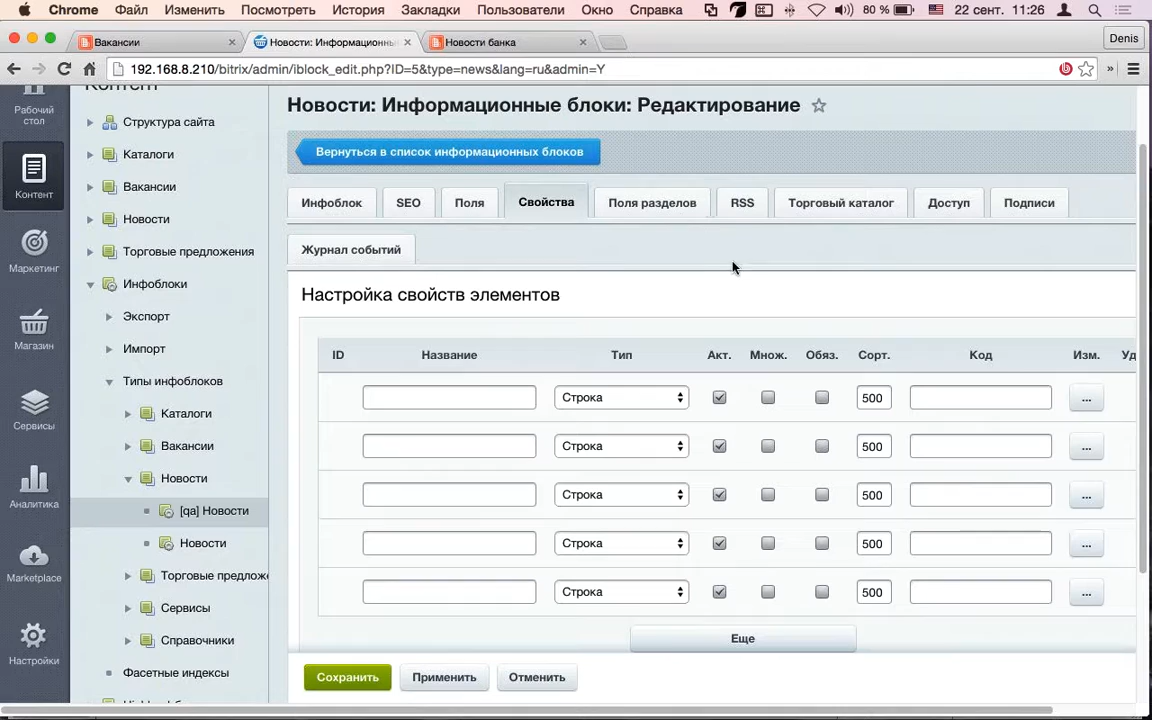 Chrome Файл Изменить Посмотреть История Закладки Пользователи Окно Справка 80 % 22 сент. 11:26
Вакансии Новости: Информационны Новости банка Denis
192.168.8.210/bitrix/admin/iblock_edit.php?ID=5&type=news&lang=ru&admin=Y »
Рабочий стол
Контент
Маркетинг
Магазин
Сервисы
Аналитика
Marketplace
Настройки
Контент
Структура сайта
Каталоги
Вакансии
Новости
Торговые предложения
Инфоблоки
Экспорт
Импорт
Типы инфоблоков
Каталоги
Вакансии
Новости
[qa] Новости
Новости
Торговые предложе
Сервисы
Справочники
Фасетные индексы
Новости: Информационные блоки: Редактирование
Вернуться в список информационных блоков
Инфоблок SEO Поля Свойства Поля разделов RSS Торговый каталог Доступ Подписи
Журнал событий
Настройка свойств элементов
ID Название Тип Акт. Множ. Обяз. Сорт. Код Изм. Уд
Строка 500 ...
Строка 500 ...
Строка 500 ...
Строка 500 ...
Строка 500 ...
Еще
Сохранить Применить Отменить